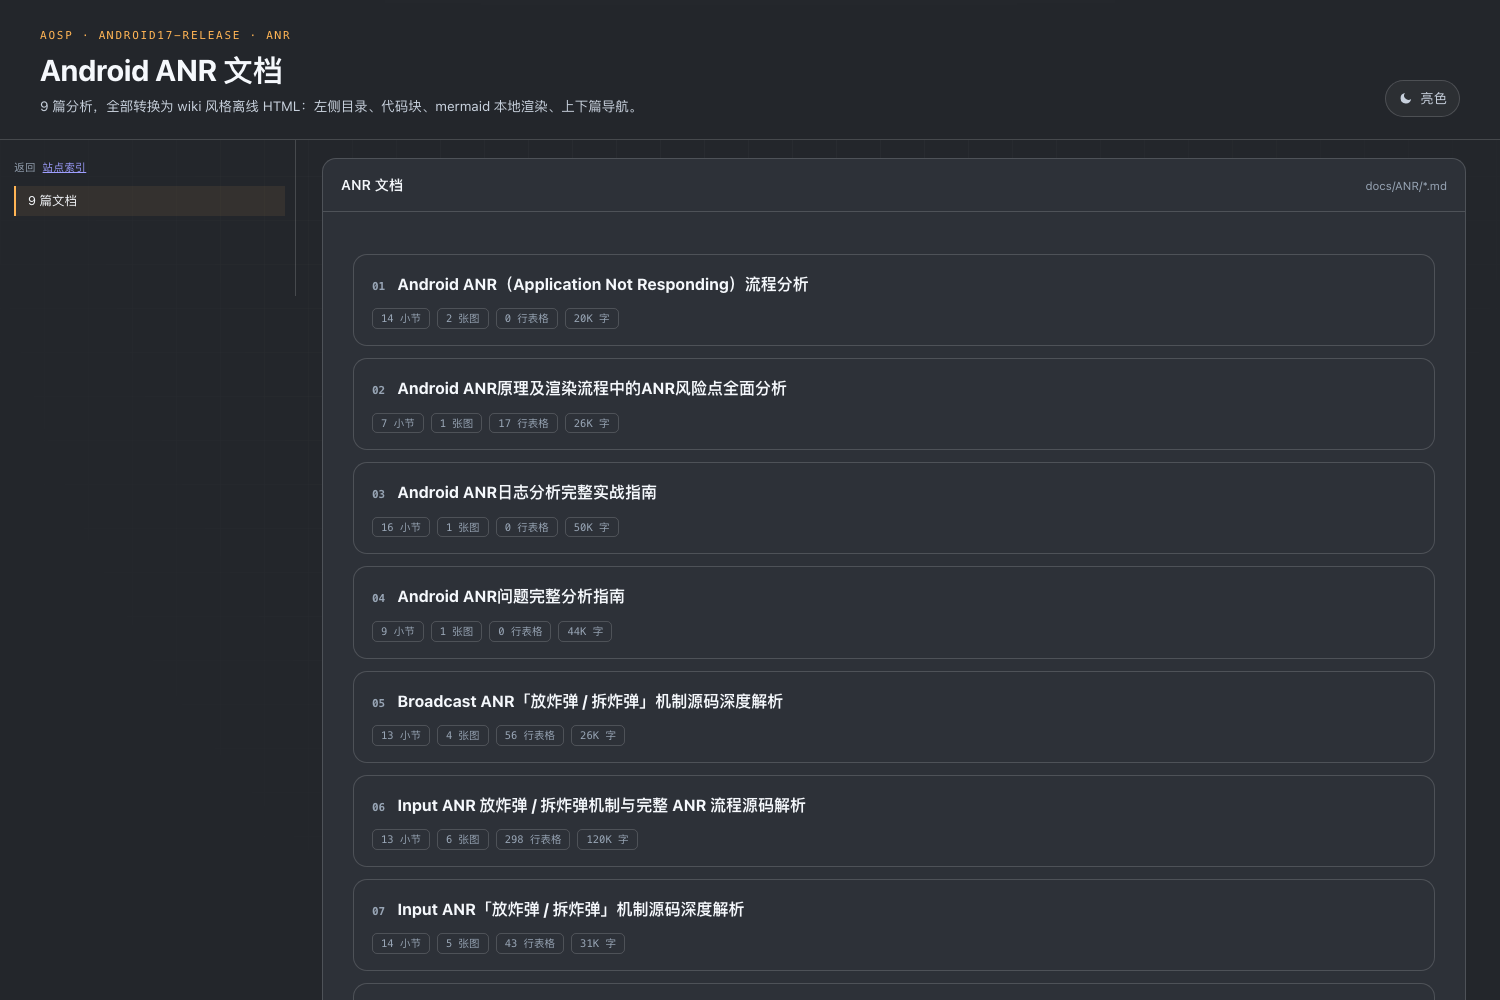 AOSP · ANDROID17-RELEASE · ANR
Android ANR 文档
9 篇分析，全部转换为 wiki 风格离线 HTML：左侧目录、代码块、mermaid 本地渲染、上下篇导航。
亮色
返回 站点索引
9 篇文档
ANR 文档
docs/ANR/*.md
01 Android ANR（Application Not Responding）流程分析
14 小节 2 张图 0 行表格 20K 字
02 Android ANR原理及渲染流程中的ANR风险点全面分析
7 小节 1 张图 17 行表格 26K 字
03 Android ANR日志分析完整实战指南
16 小节 1 张图 0 行表格 50K 字
04 Android ANR问题完整分析指南
9 小节 1 张图 0 行表格 44K 字
05 Broadcast ANR「放炸弹 / 拆炸弹」机制源码深度解析
13 小节 4 张图 56 行表格 26K 字
06 Input ANR 放炸弹 / 拆炸弹机制与完整 ANR 流程源码解析
13 小节 6 张图 298 行表格 120K 字
07 Input ANR「放炸弹 / 拆炸弹」机制源码深度解析
14 小节 5 张图 43 行表格 31K 字